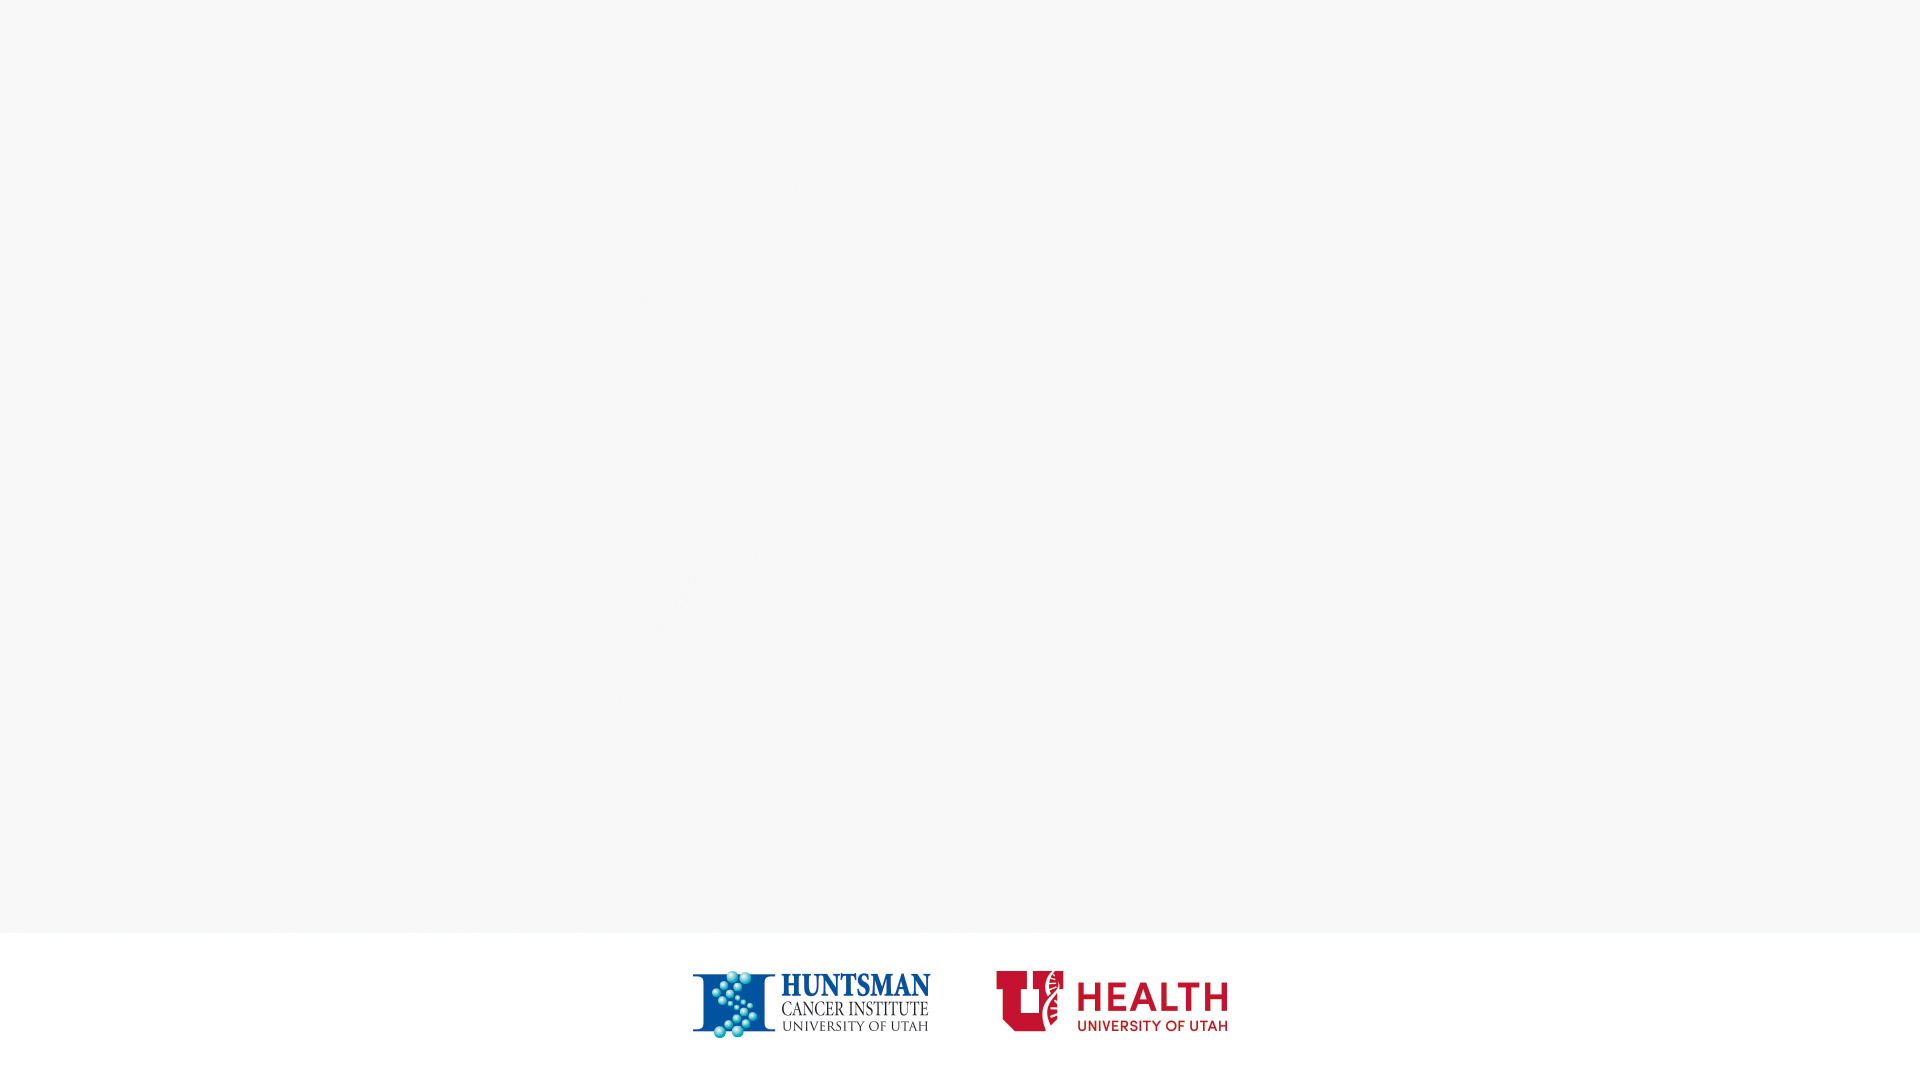 HUNTSMAN
CANCER INSTITUTE
UNIVERSITY OF UTAH
HEALTH
UNIVERSITY OF UTAH